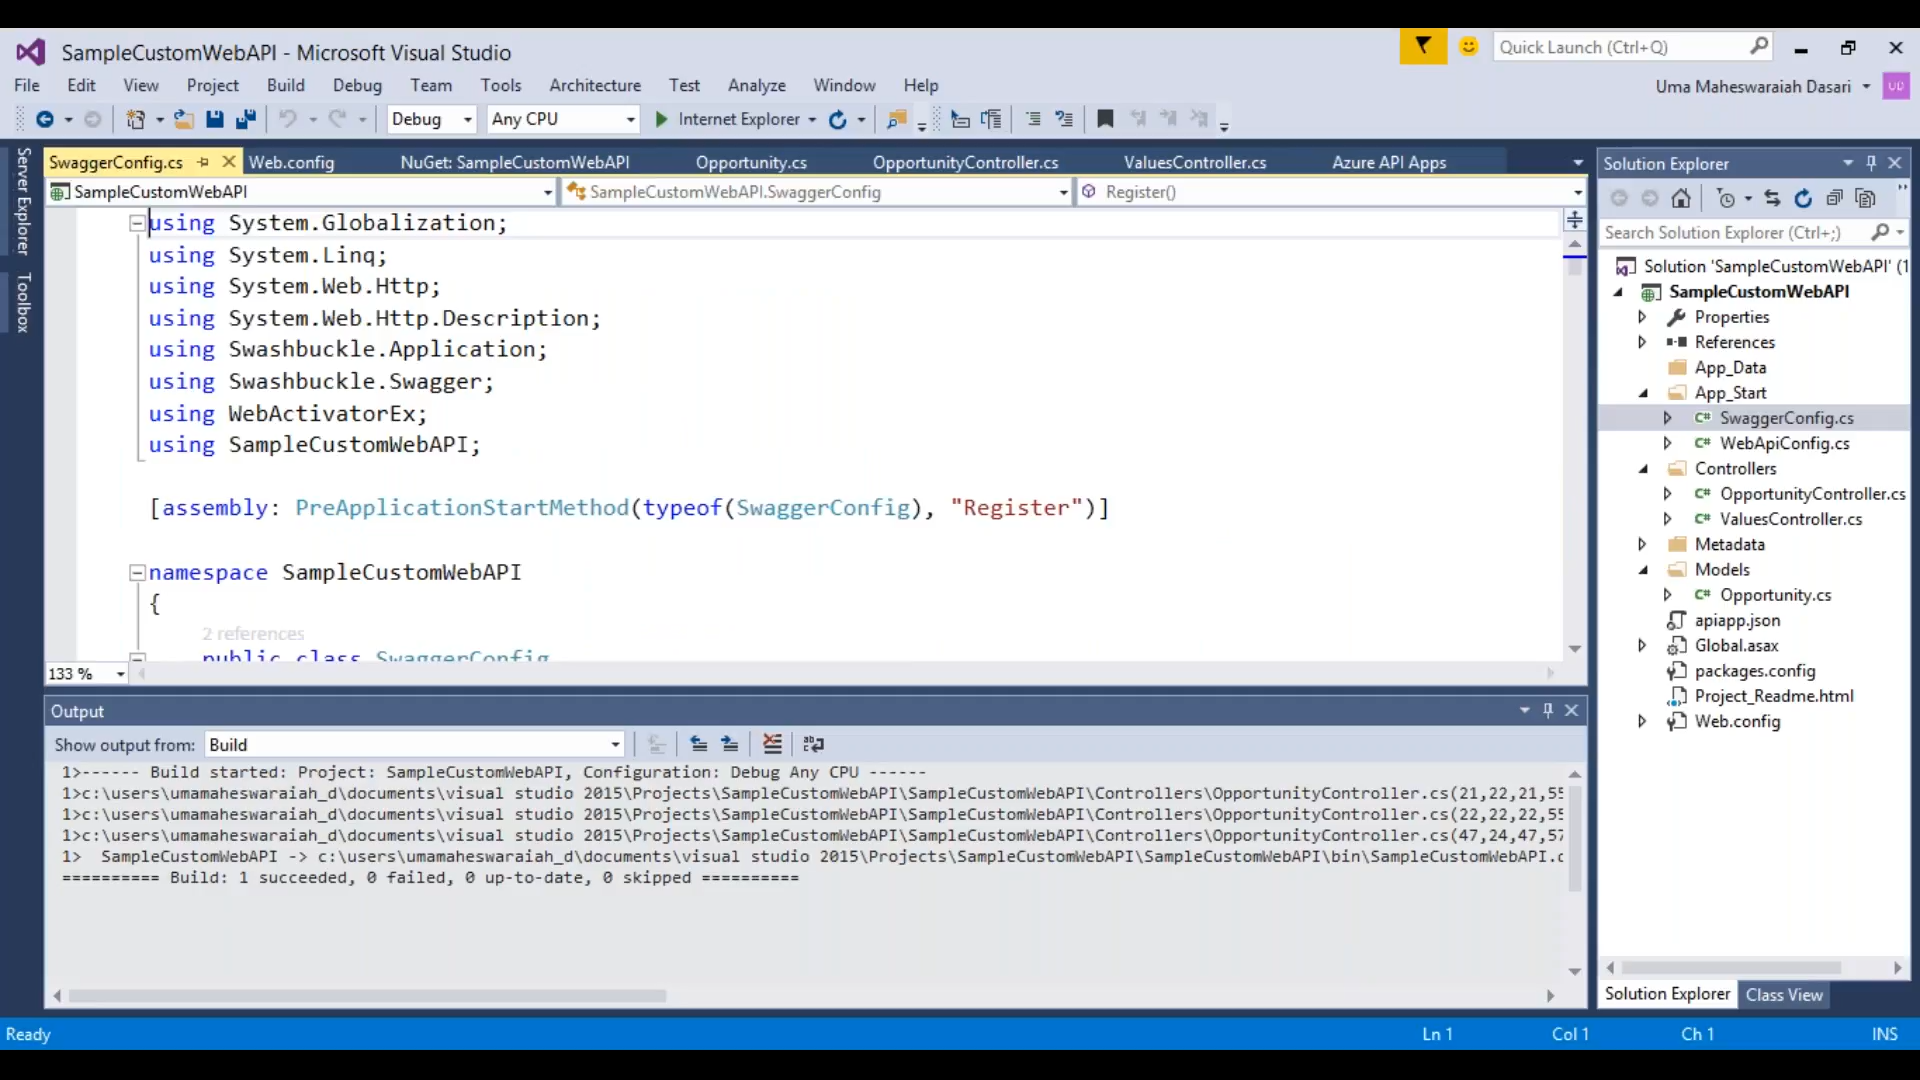 SampleCustomWebAPI - Microsoft Visual Studio
Quick Launch (Ctrl+Q)
File Edit View Project Build Debug Team Tools Architecture Test Analyze Window Help
Uma Maheswaraiah Dasari
UD
Debug Any CPU Internet Explorer
Server Explorer
Toolbox
SwaggerConfig.cs Web.config NuGet: SampleCustomWebAPI Opportunity.cs OpportunityController.cs ValuesController.cs Azure API Apps
SampleCustomWebAPI SampleCustomWebAPI.SwaggerConfig Register()
using System.Globalization;
using System.Linq;
using System.Web.Http;
using System.Web.Http.Description;
using Swashbuckle.Application;
using Swashbuckle.Swagger;
using WebActivatorEx;
using SampleCustomWebAPI;
[assembly: PreApplicationStartMethod(typeof(SwaggerConfig), "Register")]
namespace SampleCustomWebAPI
{
2 references
public class SwaggerConfig
133 %
Output
Show output from: Build
1>------ Build started: Project: SampleCustomWebAPI, Configuration: Debug Any CPU ------
1>c:\users\umamaheswaraiah_d\documents\visual studio 2015\Projects\SampleCustomWebAPI\SampleCustomWebAPI\Controllers\OpportunityController.cs(21,22,21,55
1>c:\users\umamaheswaraiah_d\documents\visual studio 2015\Projects\SampleCustomWebAPI\SampleCustomWebAPI\Controllers\OpportunityController.cs(22,22,22,55
1>c:\users\umamaheswaraiah_d\documents\visual studio 2015\Projects\SampleCustomWebAPI\SampleCustomWebAPI\Controllers\OpportunityController.cs(47,24,47,57
1> SampleCustomWebAPI -> c:\users\umamaheswaraiah_d\documents\visual studio 2015\Projects\SampleCustomWebAPI\SampleCustomWebAPI\bin\SampleCustomWebAPI.d
========== Build: 1 succeeded, 0 failed, 0 up-to-date, 0 skipped ==========
Solution Explorer
Search Solution Explorer (Ctrl+;)
Solution 'SampleCustomWebAPI' (1
SampleCustomWebAPI
Properties
References
App_Data
App_Start
C# SwaggerConfig.cs
C# WebApiConfig.cs
Controllers
C# OpportunityController.cs
C# ValuesController.cs
Metadata
Models
C# Opportunity.cs
apiapp.json
Global.asax
packages.config
Project_Readme.html
Web.config
Solution Explorer Class View
Ready Ln 1 Col 1 Ch 1 INS